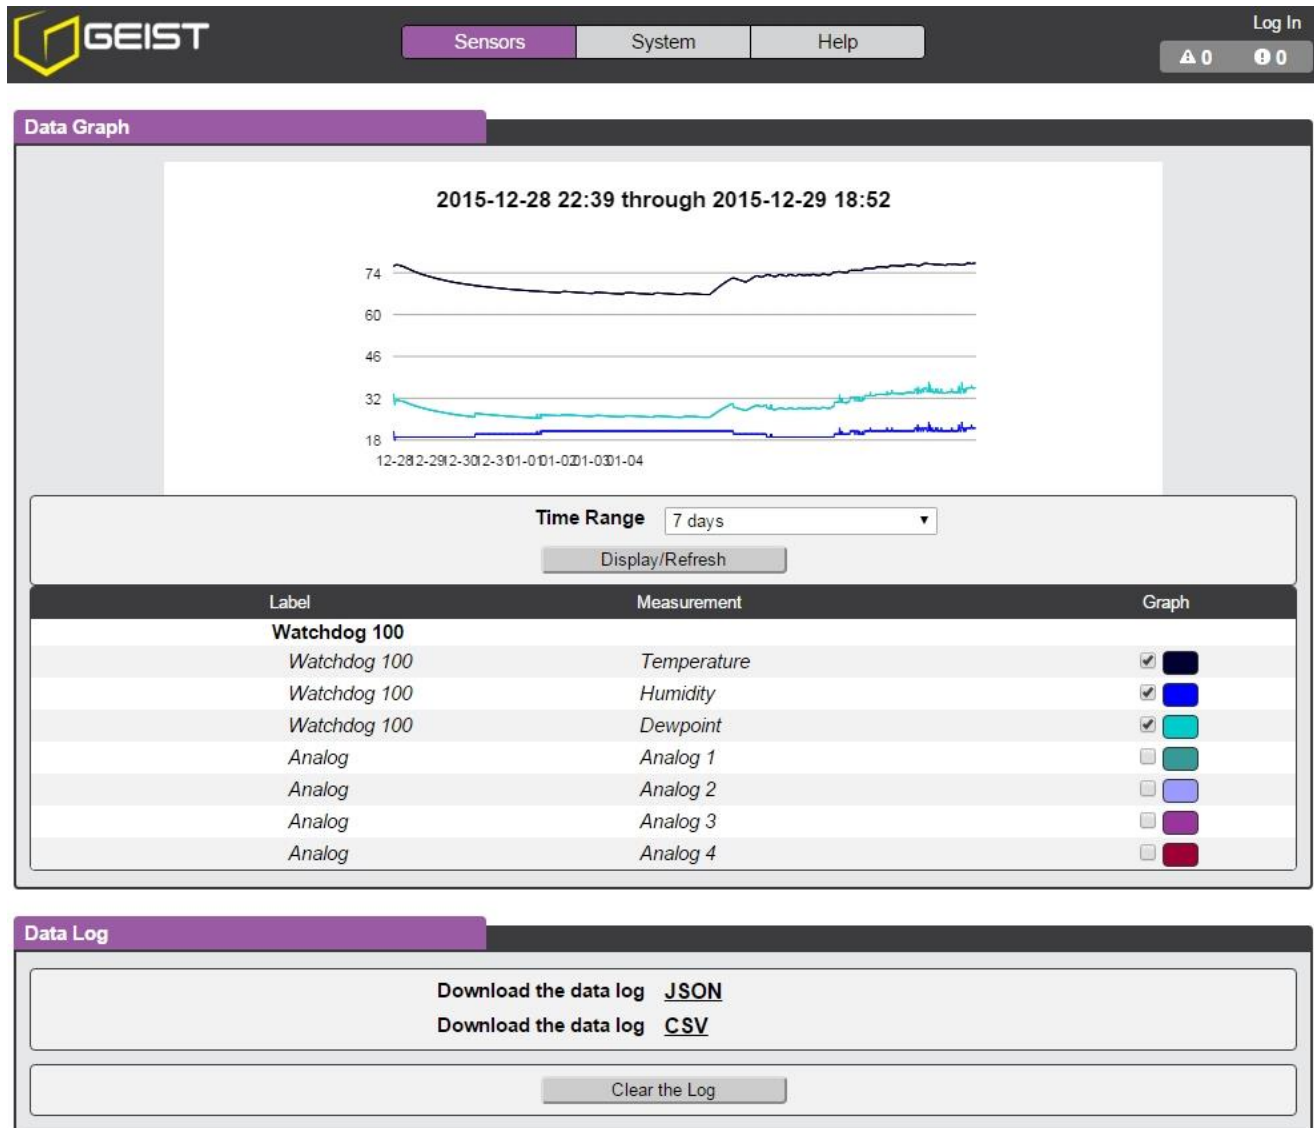 GEIST
Sensors System Help
Log In
0 0
Data Graph
2015-12-28 22:39 through 2015-12-29 18:52
74
60
46
32
18
12-2812-2912-3012-3101-0101-0201-0301-04
Time Range 7 days
Display/Refresh
Label Measurement Graph
Watchdog 100
Watchdog 100 Temperature
Watchdog 100 Humidity
Watchdog 100 Dewpoint
Analog Analog 1
Analog Analog 2
Analog Analog 3
Analog Analog 4
Data Log
Download the data log JSON
Download the data log CSV
Clear the Log